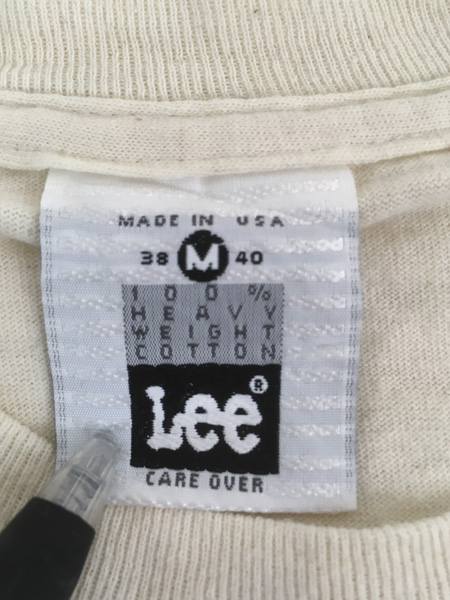 MADE IN USA
38 M 40
100%
HEAVY
WEIGHT
COTTON
Lee®
CARE OVER